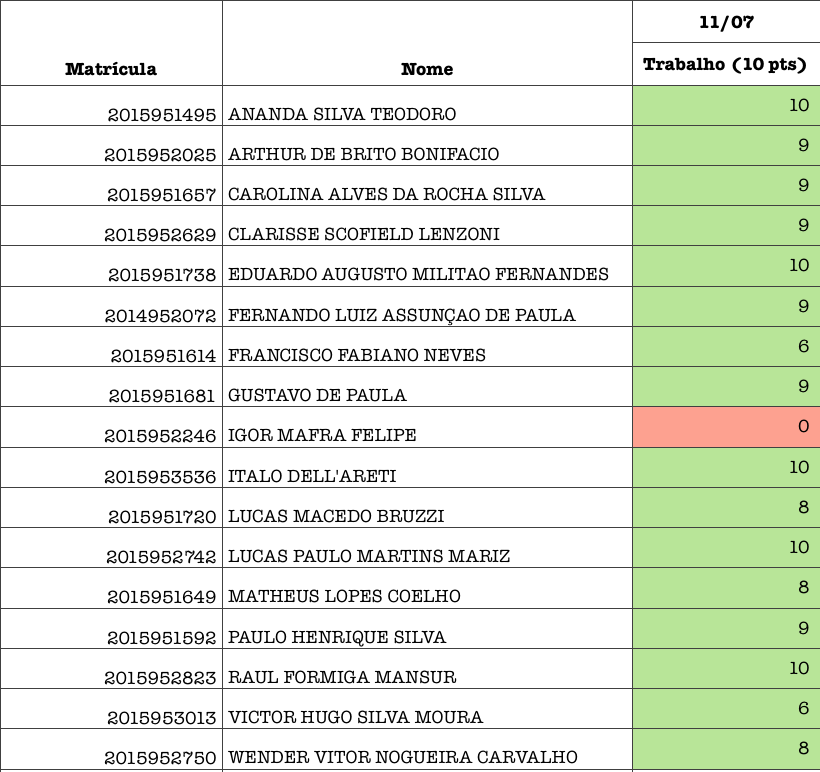 11/07
Matrícula Nome Trabalho (10 pts)
2015951495 ANANDA SILVA TEODORO 10
2015952025 ARTHUR DE BRITO BONIFACIO 9
2015951657 CAROLINA ALVES DA ROCHA SILVA 9
2015952629 CLARISSE SCOFIELD LENZONI 9
2015951738 EDUARDO AUGUSTO MILITAO FERNANDES 10
2014952072 FERNANDO LUIZ ASSUNÇAO DE PAULA 9
2015951614 FRANCISCO FABIANO NEVES 6
2015951681 GUSTAVO DE PAULA 9
2015952246 IGOR MAFRA FELIPE 0
2015953536 ITALO DELL'ARETI 10
2015951720 LUCAS MACEDO BRUZZI 8
2015952742 LUCAS PAULO MARTINS MARIZ 10
2015951649 MATHEUS LOPES COELHO 8
2015951592 PAULO HENRIQUE SILVA 9
2015952823 RAUL FORMIGA MANSUR 10
2015953013 VICTOR HUGO SILVA MOURA 6
2015952750 WENDER VITOR NOGUEIRA CARVALHO 8